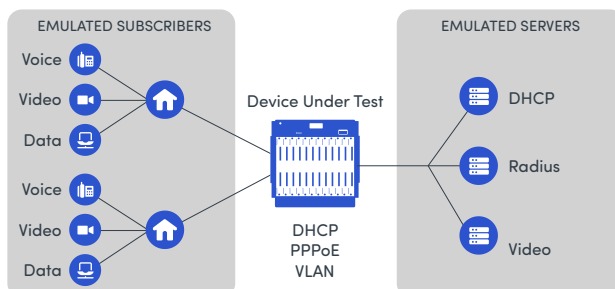 EMULATED SUBSCRIBERS
Voice
Video
Data
Voice
Video
Data
Device Under Test
DHCP
PPPoE
VLAN
EMULATED SERVERS
DHCP
Radius
Video